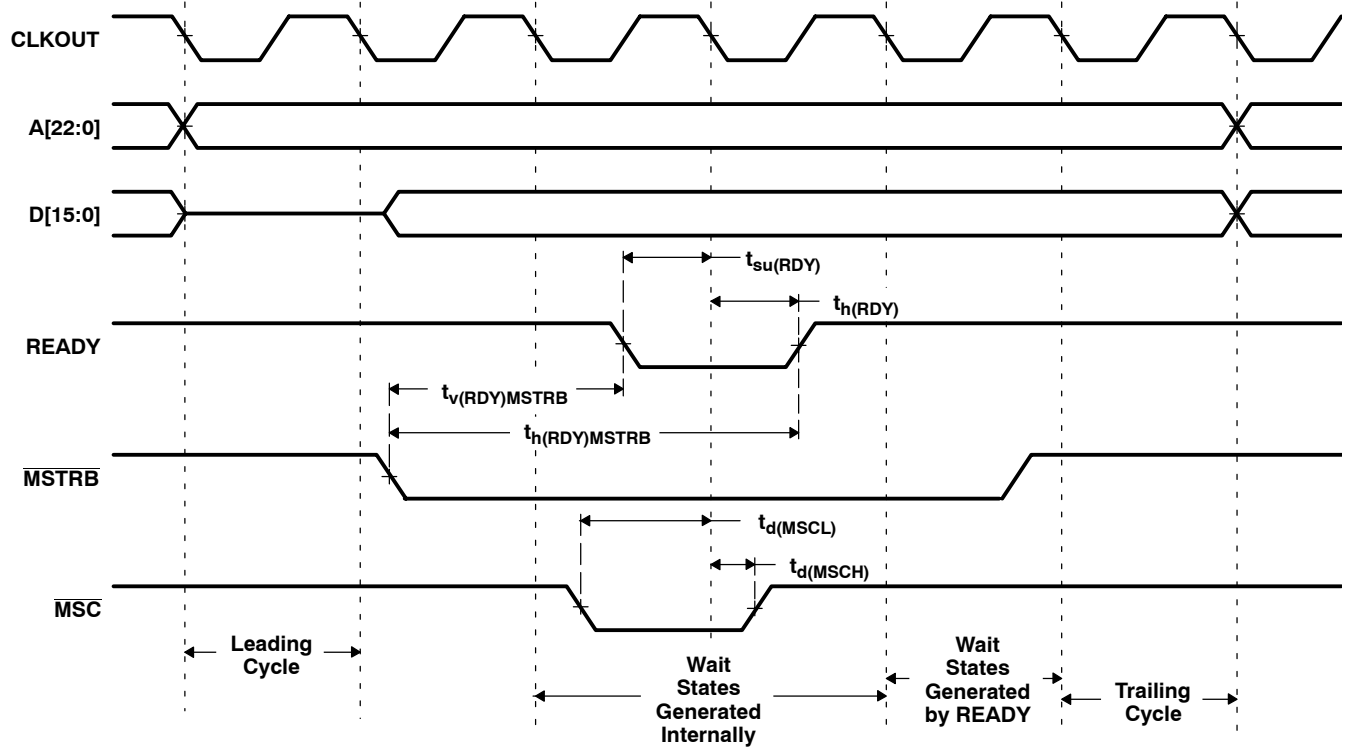 CLKOUT
A[22:0]
D[15:0]
tsu(RDY)
th(RDY)
READY
tv(RDY)MSTRB
th(RDY)MSTRB
MSTRB
td(MSCL)
td(MSCH)
MSC
Leading
Cycle
Wait
States
Generated
Internally
Wait
States
Generated
by READY
Trailing
Cycle